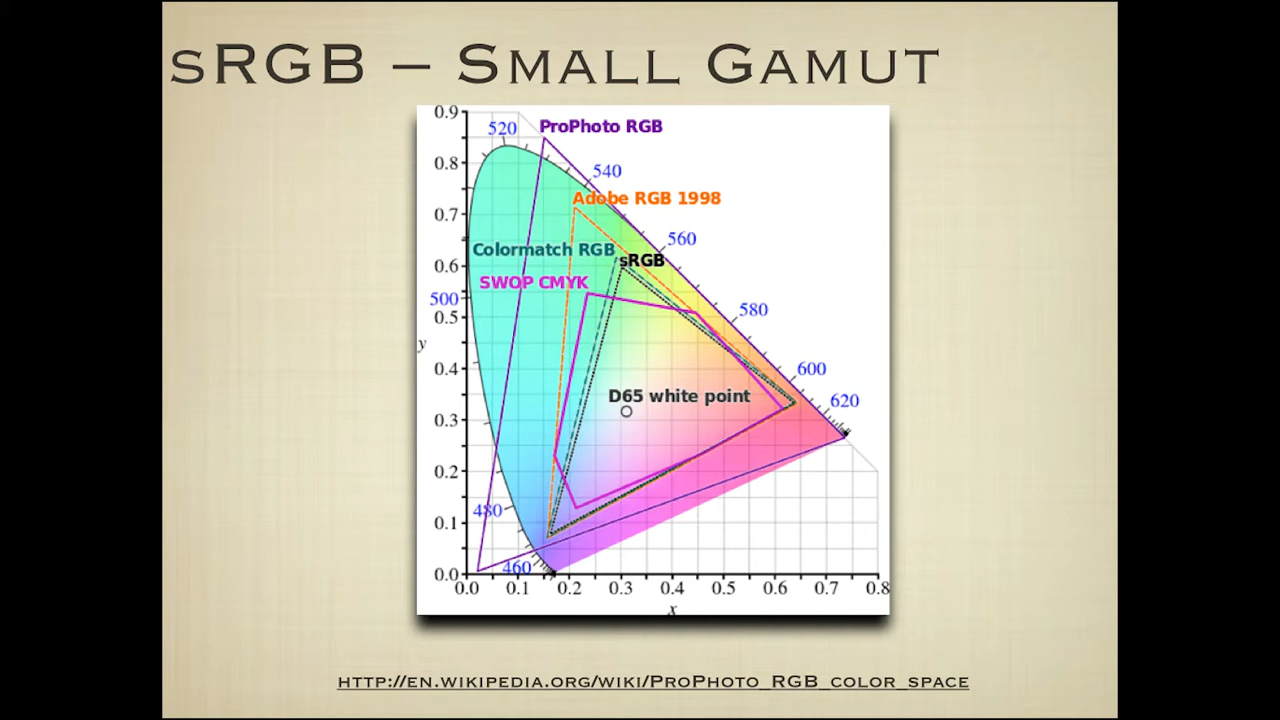 sRGB – Small Gamut
0.9
520
ProPhoto RGB
0.8
540
Adobe RGB 1998
0.7
560
Colormatch RGB
sRGB
0.6
SWOP CMYK
500
0.5
580
y
0.4
600
D65 white point
620
0.3
0.2
480
0.1
460
0.0
0.0 0.1 0.2 0.3 0.4 0.5 0.6 0.7 0.8
x
http://en.wikipedia.org/wiki/ProPhoto_RGB_color_space